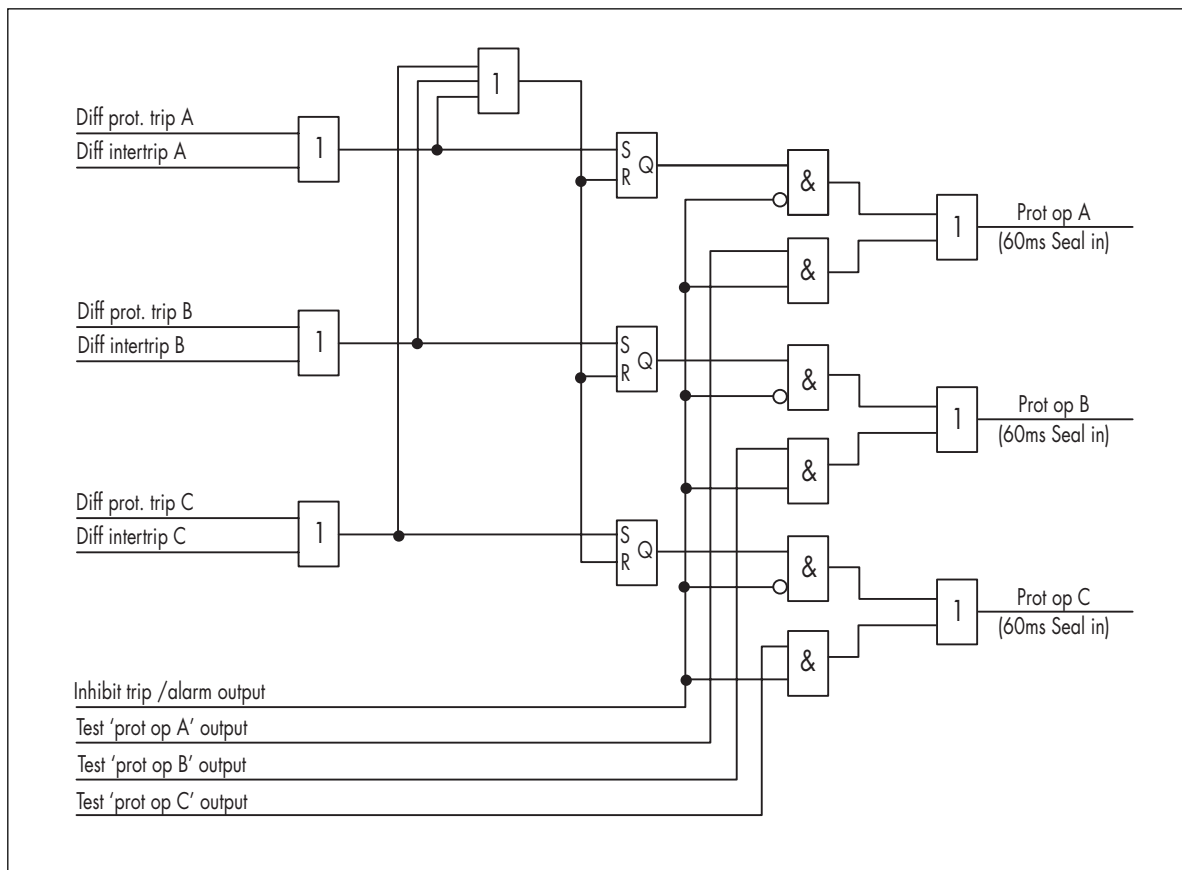 1
Diff prot. trip A
Diff intertrip A
1
S
R
Q
&
1
Prot op A
(60ms Seal in)
&
Diff prot. trip B
Diff intertrip B
1
S
R
Q
&
1
Prot op B
(60ms Seal in)
&
Diff prot. trip C
Diff intertrip C
1
S
R
Q
&
1
Prot op C
(60ms Seal in)
&
Inhibit trip /alarm output
Test ‘prot op A’ output
Test ‘prot op B’ output
Test ‘prot op C’ output